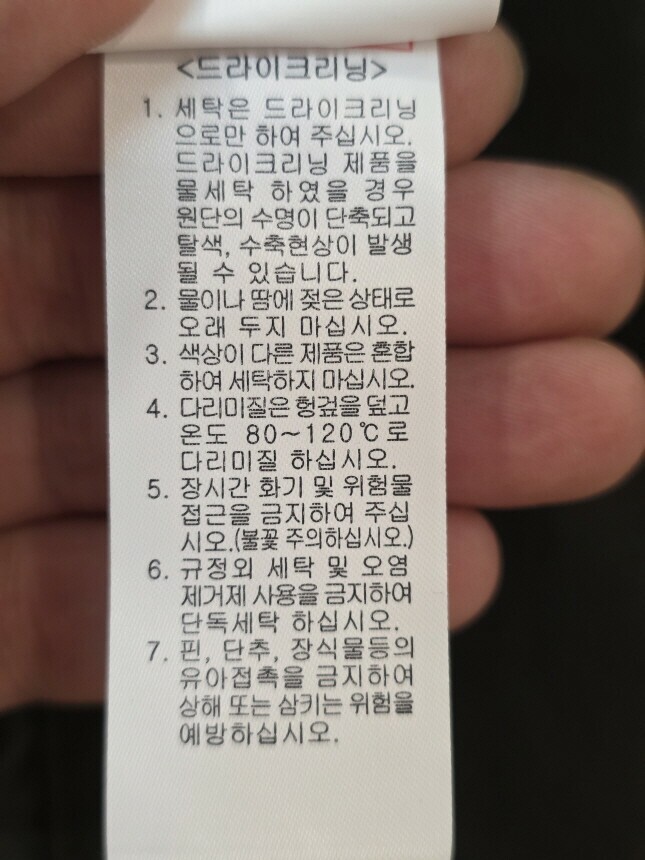 <드라이크리닝>
1. 세탁은 드라이크리닝
으로만 하여 주십시오.
드라이크리닝 제품을
물세탁 하였을 경우
원단의 수명이 단축되고
탈색, 수축현상이 발생
될 수 있습니다.
2. 물이나 땀에 젖은 상태로
오래 두지 마십시오.
3. 색상이 다른 제품은 혼합
하여 세탁하지 마십시오.
4. 다리미질은 헝겊을 덮고
온도 80~120℃로
다리미질 하십시오.
5. 장시간 화기 및 위험물
접근을 금지하여 주십
시오.(불꽃 주의하십시오.)
6. 규정외 세탁 및 오염
제거제 사용을 금지하여
단독세탁 하십시오.
7. 핀, 단추, 장식물등의
유아접촉을 금지하여
상해 또는 삼키는 위험을
예방하십시오.